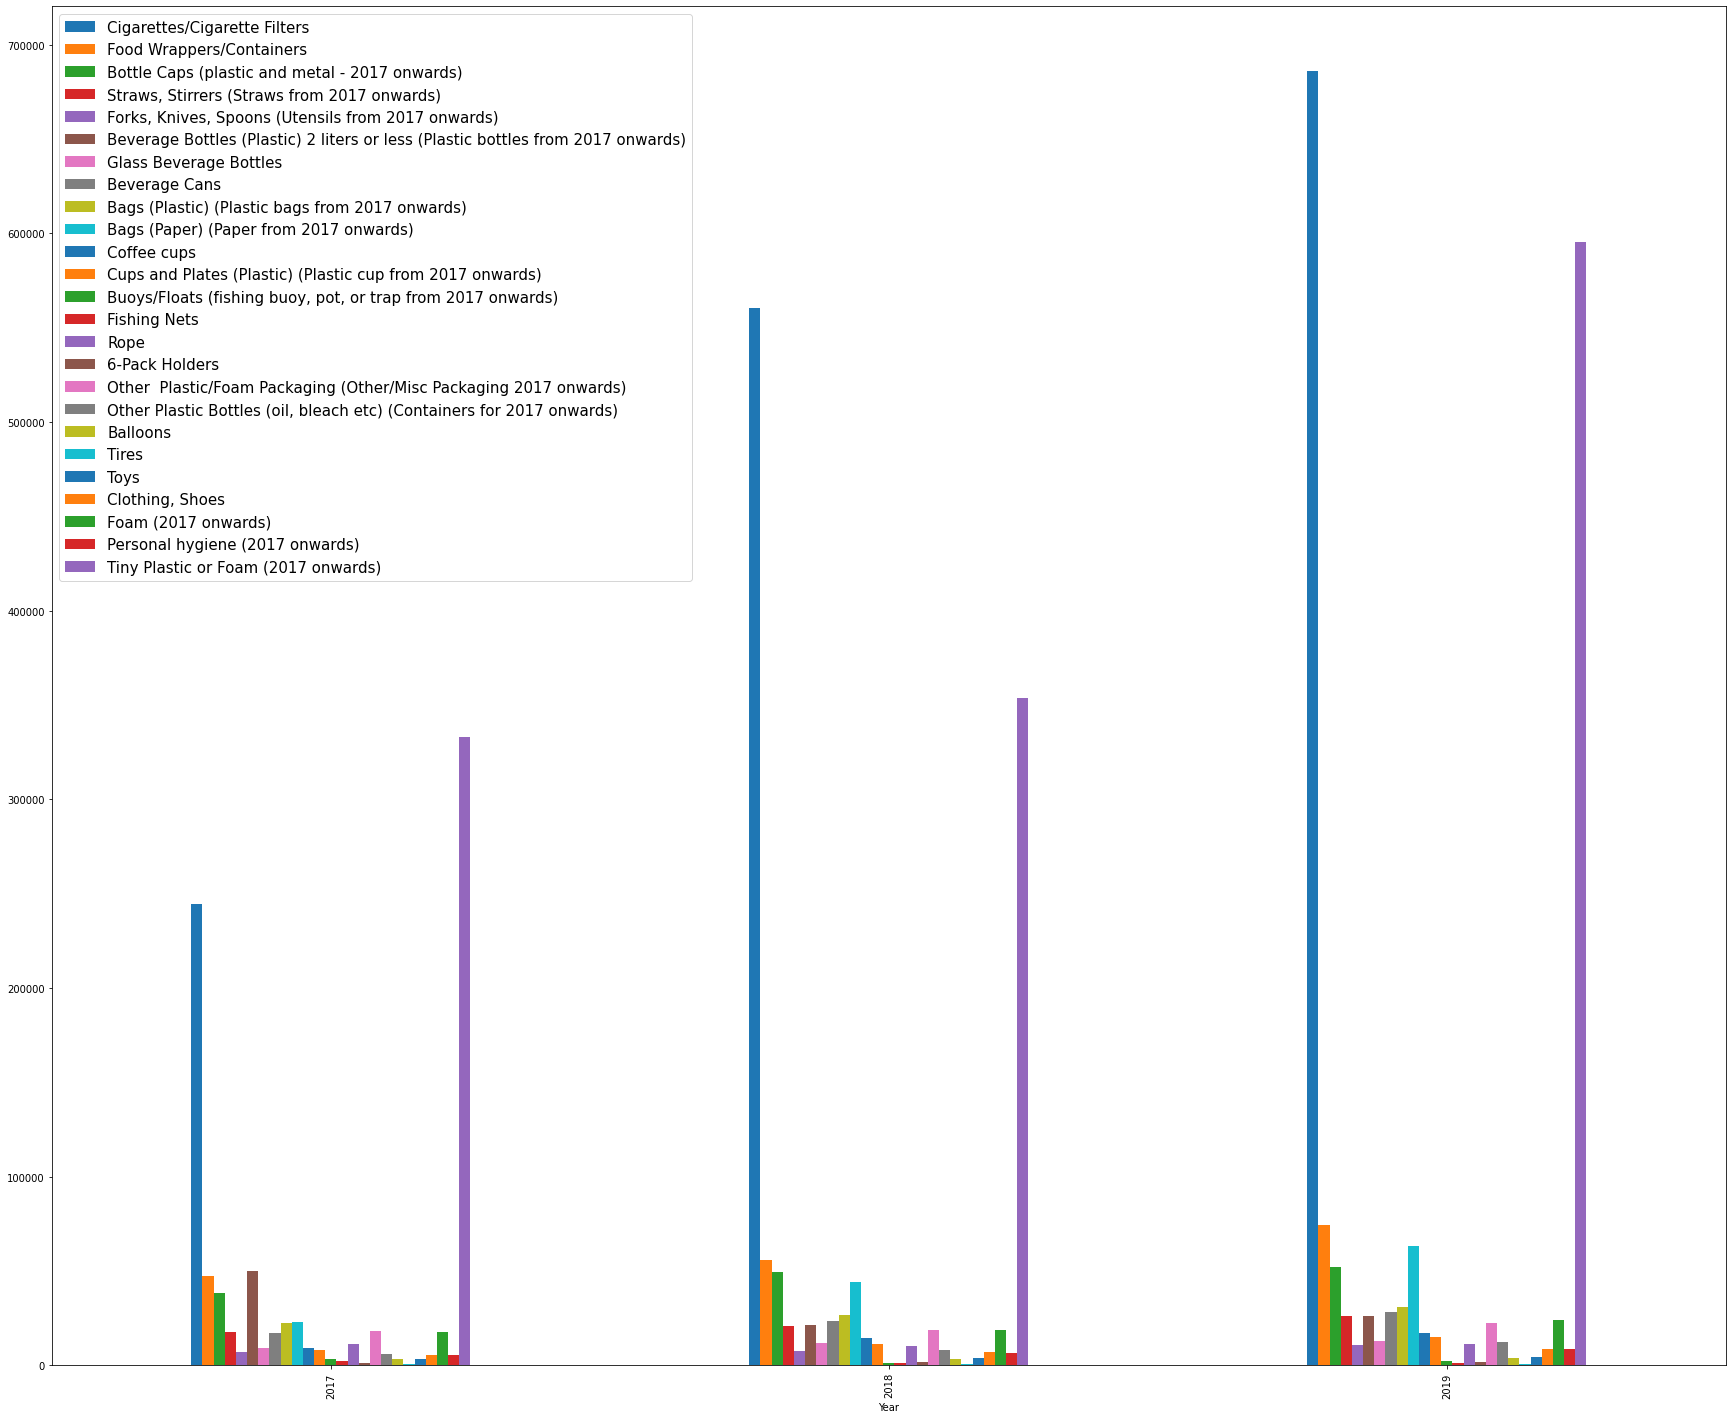 700000
600000
500000
400000
300000
200000
100000
0
Cigarettes/Cigarette Filters
Food Wrappers/Containers
Bottle Caps (plastic and metal - 2017 onwards)
Straws, Stirrers (Straws from 2017 onwards)
Forks, Knives, Spoons (Utensils from 2017 onwards)
Beverage Bottles (Plastic) 2 liters or less (Plastic bottles from 2017 onwards)
Glass Beverage Bottles
Beverage Cans
Bags (Plastic) (Plastic bags from 2017 onwards)
Bags (Paper) (Paper from 2017 onwards)
Coffee cups
Cups and Plates (Plastic) (Plastic cup from 2017 onwards)
Buoys/Floats (fishing buoy, pot, or trap from 2017 onwards)
Fishing Nets
Rope
6-Pack Holders
Other  Plastic/Foam Packaging (Other/Misc Packaging 2017 onwards)
Other Plastic Bottles (oil, bleach etc) (Containers for 2017 onwards)
Balloons
Tires
Toys
Clothing, Shoes
Foam (2017 onwards)
Personal hygiene (2017 onwards)
Tiny Plastic or Foam (2017 onwards)
2017
2018
2019
Year